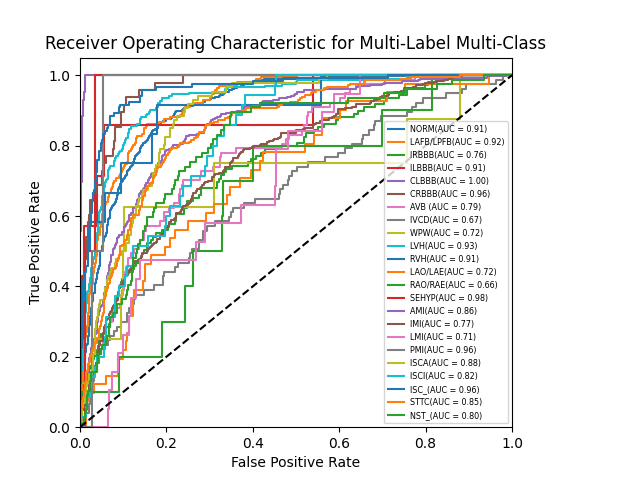 Receiver Operating Characteristic for Multi-Label Multi-Class
True Positive Rate
1.0
0.8
0.6
0.4
0.2
0.0
NORM(AUC = 0.91)
LAFB/LPFB(AUC = 0.92)
IRBBB(AUC = 0.76)
ILBBB(AUC = 0.91)
CLBBB(AUC = 1.00)
CRBBB(AUC = 0.96)
AVB (AUC = 0.79)
IVCD(AUC = 0.67)
WPW(AUC = 0.72)
LVH(AUC = 0.93)
RVH(AUC = 0.91)
LAO/LAE(AUC = 0.72)
RAO/RAE(AUC = 0.66)
SEHYP(AUC = 0.98)
AMI(AUC = 0.86)
IMI(AUC = 0.77)
LMI(AUC = 0.71)
PMI(AUC = 0.96)
ISCA(AUC = 0.88)
ISCI(AUC = 0.82)
ISC_(AUC = 0.96)
STTC(AUC = 0.85)
NST_(AUC = 0.80)
0.0 0.2 0.4 0.6 0.8 1.0
False Positive Rate